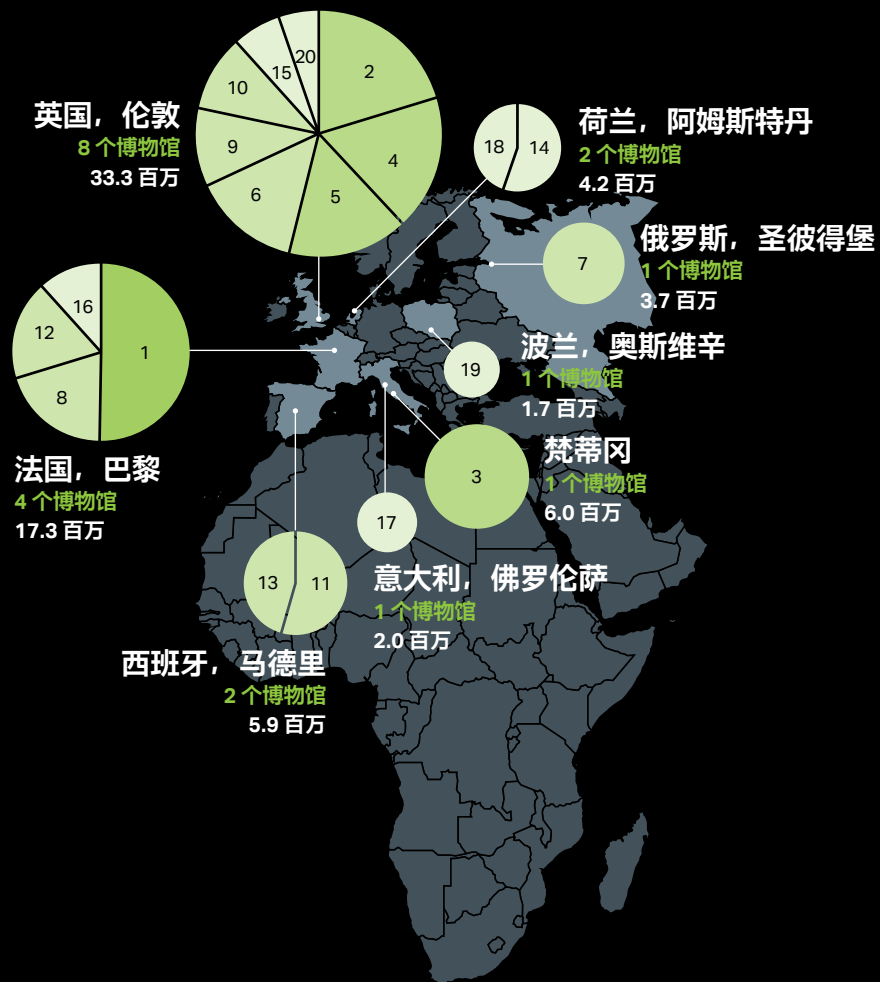 20
2
15
10
9
4
6
5
英国，伦敦
8 个博物馆
33.3 百万
18
14
荷兰，阿姆斯特丹
2 个博物馆
4.2 百万
7
俄罗斯，圣彼得堡
1 个博物馆
3.7 百万
16
12
1
8
法国，巴黎
4 个博物馆
17.3 百万
19
波兰，奥斯维辛
1 个博物馆
1.7 百万
3
梵蒂冈
1 个博物馆
6.0 百万
17
意大利，佛罗伦萨
1 个博物馆
2.0 百万
13
11
西班牙，马德里
2 个博物馆
5.9 百万